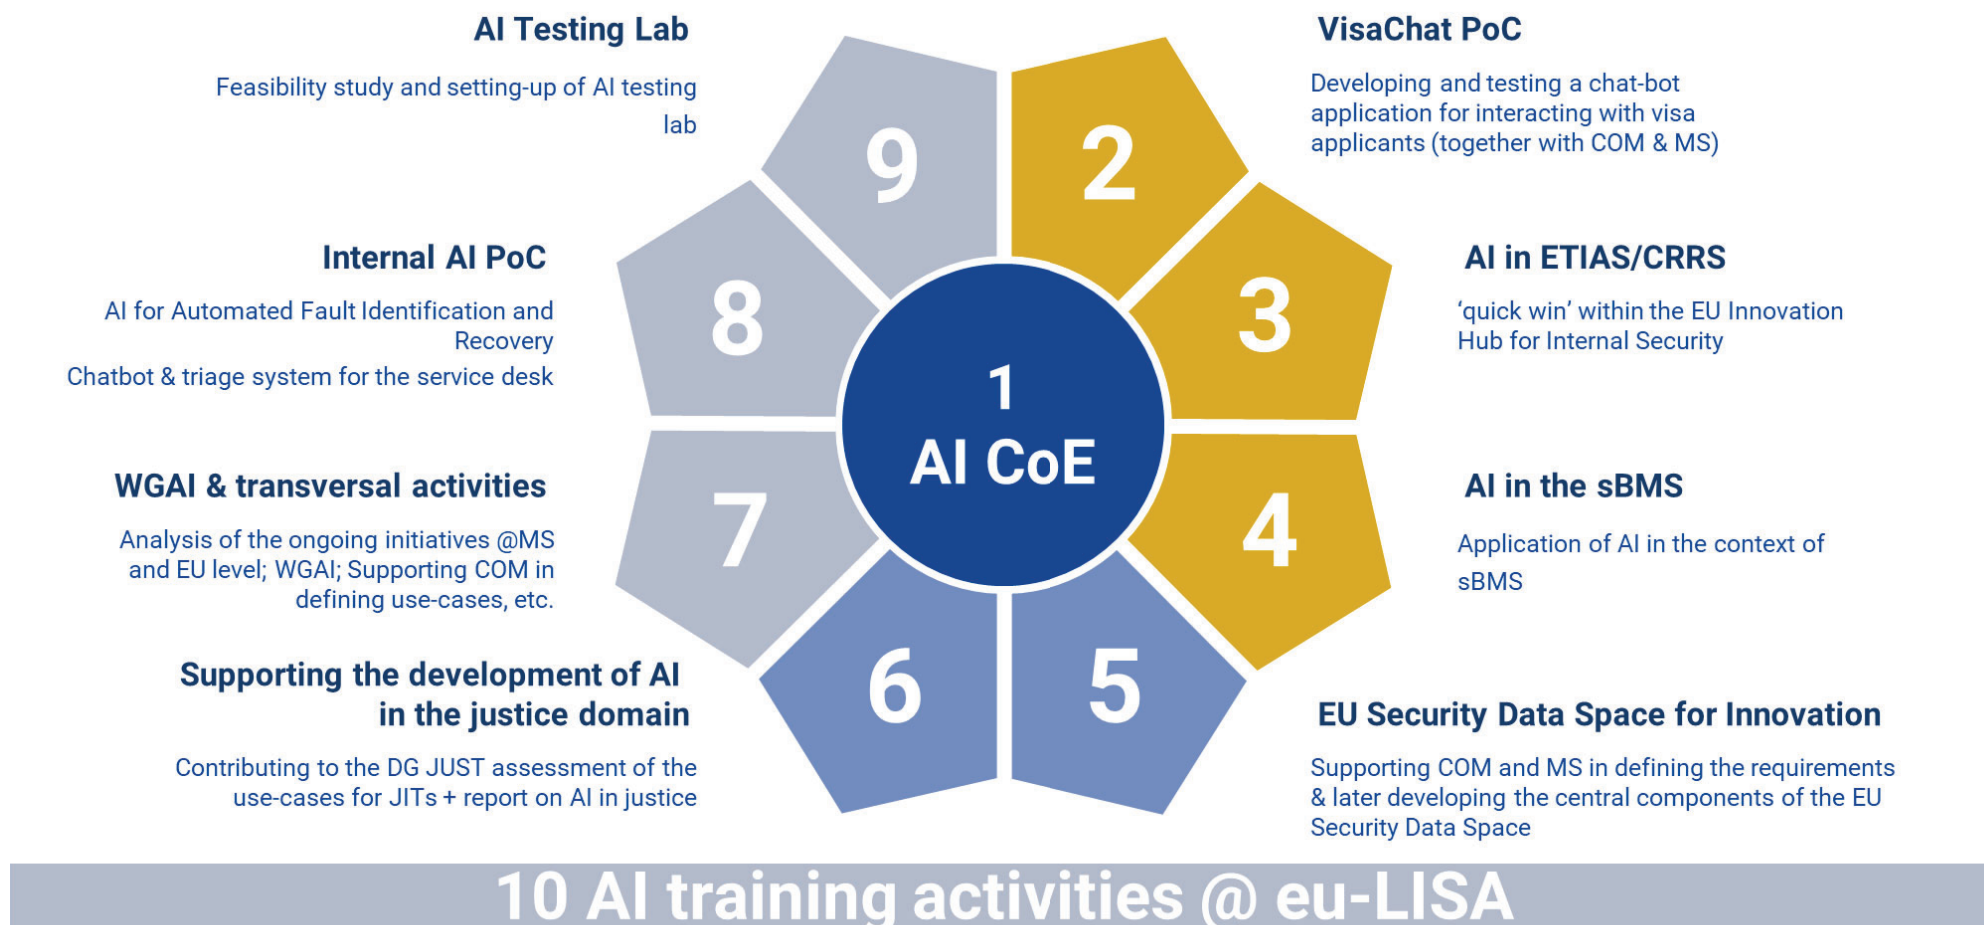 AI Testing Lab
Feasibility study and setting-up of AI testing
lab
9
2
VisaChat PoC
Developing and testing a chat-bot
application for interacting with visa
applicants (together with COM & MS)
Internal AI PoC
AI for Automated Fault Identification and
Recovery
Chatbot & triage system for the service desk
8
3
AI in ETIAS/CRRS
‘quick win’ within the EU Innovation
Hub for Internal Security
1
AI CoE
WGAI & transversal activities
Analysis of the ongoing initiatives @MS
and EU level; WGAI; Supporting COM in
defining use-cases, etc.
7
4
AI in the sBMS
Application of AI in the context of
sBMS
Supporting the development of AI
in the justice domain
Contributing to the DG JUST assessment of the
use-cases for JITs + report on AI in justice
6
5
EU Security Data Space for Innovation
Supporting COM and MS in defining the requirements
& later developing the central components of the EU
Security Data Space
10 AI training activities @ eu-LISA